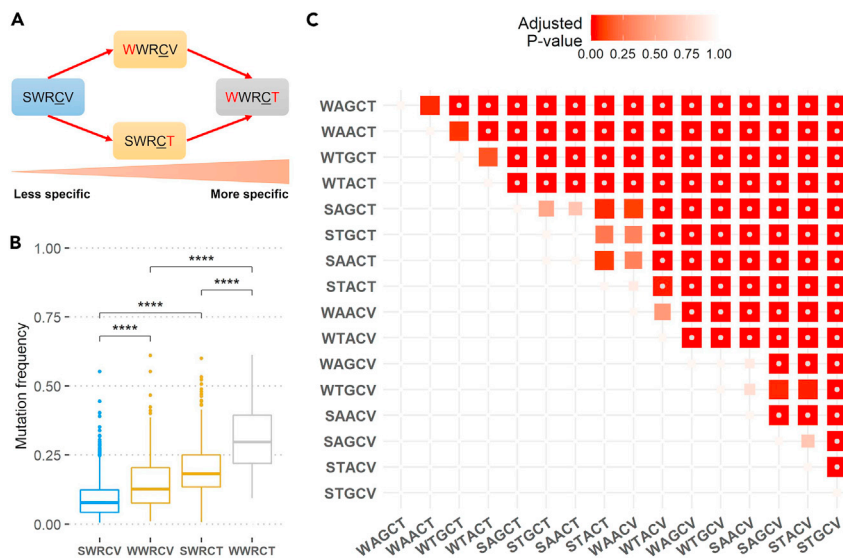 A
WWRCV
SWRCV
WWRCT
SWRCT
Less specific
More specific
B
Mutation frequency
1.00
0.75
0.50
0.25
0.00
****
****
****
****
SWRCV
WWRCV
SWRCT
WWRCT
C
Adjusted
P-value
0.00 0.25 0.50 0.75 1.00
WAGCT
WAACT
WTGCT
WTACT
SAGCT
STGCT
SAACT
STACT
WAACV
WTACV
WAGCV
WTGCV
SAACV
SAGCV
STACV
STGCV
WAGCT
WAACT
WTGCT
WTACT
SAGCT
STGCT
SAACT
STACT
WAACV
WTACV
WAGCV
WTGCV
SAACV
SAGCV
STACV
STGCV